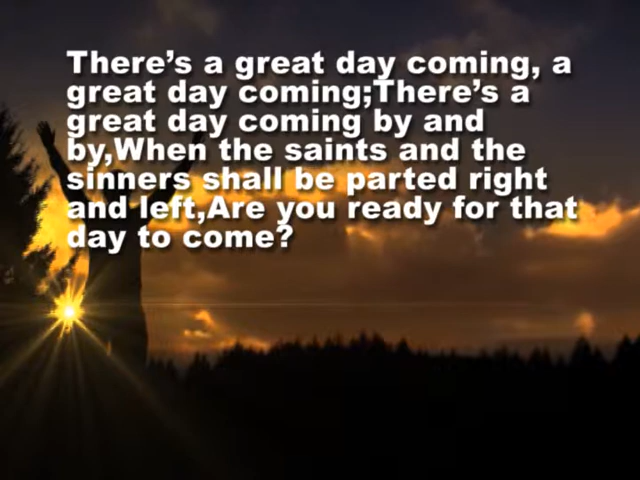 There’s a great day coming, a
great day coming;There’s a
great day coming by and
by,When the saints and the
sinners shall be parted right
and left,Are you ready for that
day to come?